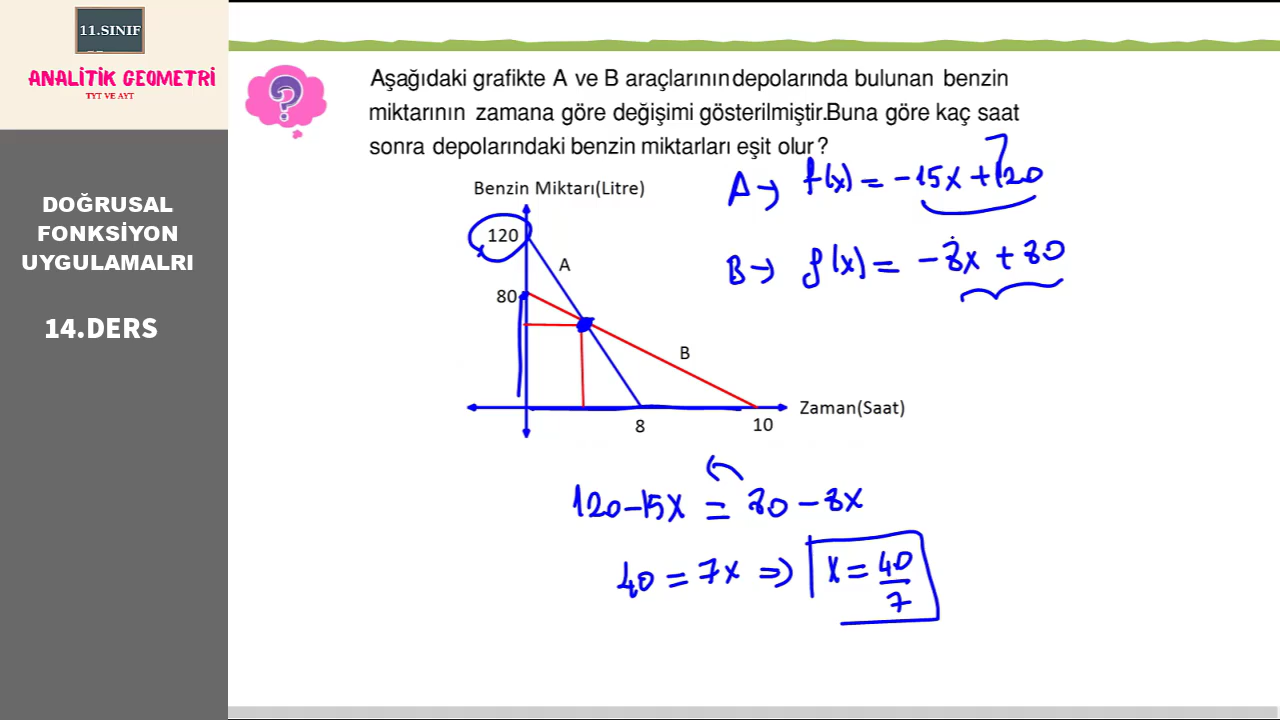 11.SINIF
ANALİTİK GEOMETRİ
TYT VE AYT
DOĞRUSAL
FONKSİYON
UYGULAMALRI
14.DERS
Aşağıdaki grafikte A ve B araçlarının depolarında bulunan benzin
miktarının zamana göre değişimi gösterilmiştir.Buna göre kaç saat
sonra depolarındaki benzin miktarları eşit olur?
A → f(x) = -15x + 120
B → f(x) = -8x + 80
Benzin Miktarı(Litre)
120
A
80
B
Zaman(Saat)
8
10
120 - 15x = 80 - 8x
40 = 7x ⇒ x = 40/7